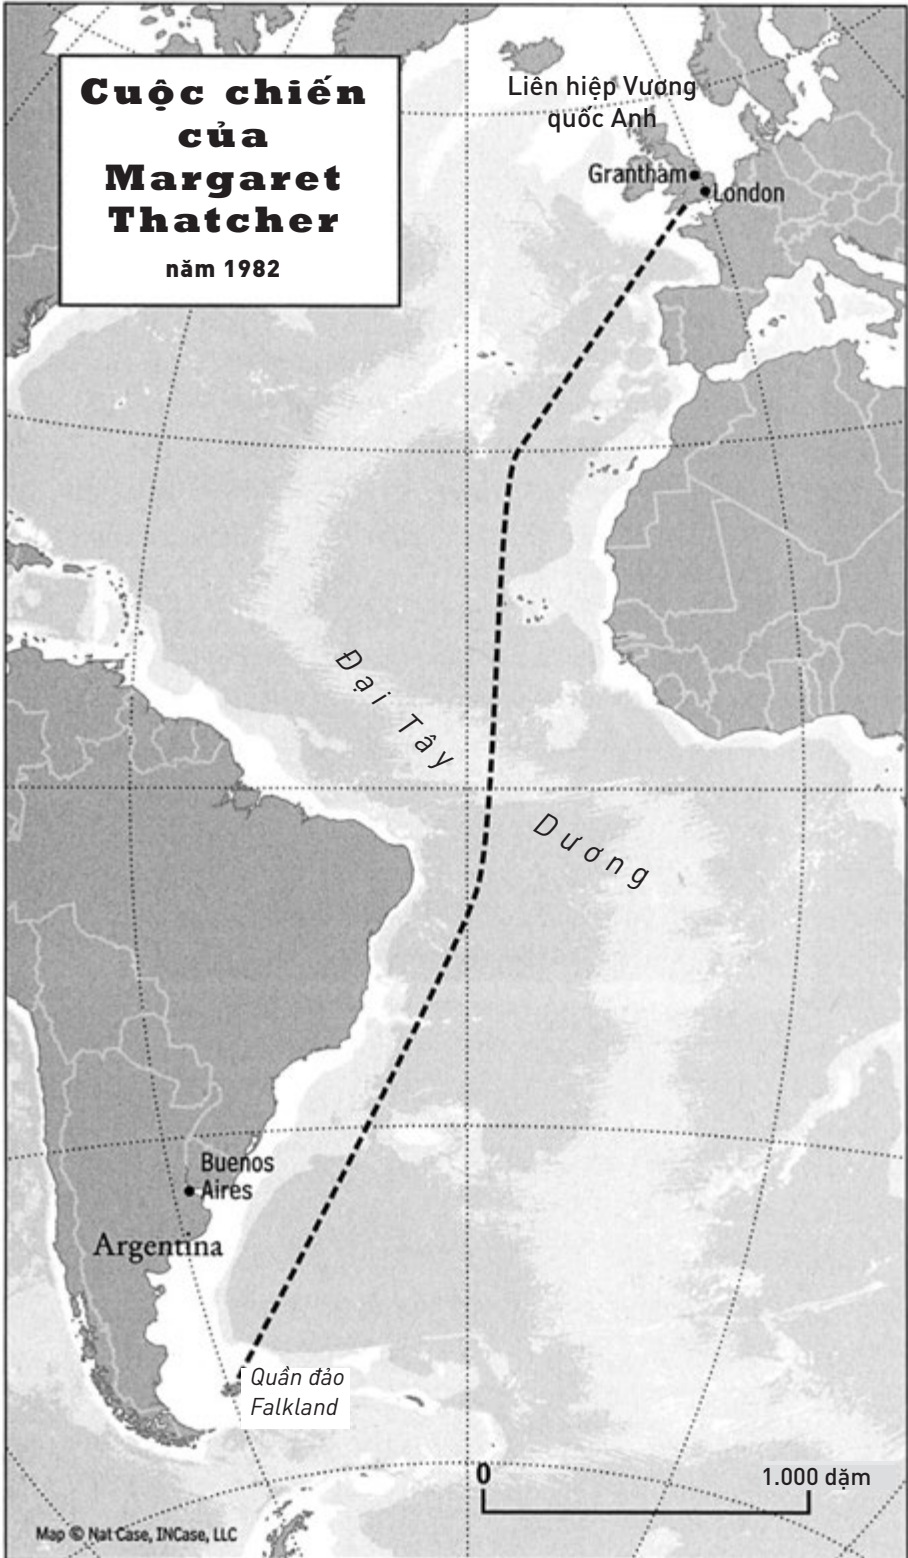 Cuộc chiến
của
Margaret
Thatcher
năm 1982
Liên hiệp Vương
quốc Anh
Grantham
London
Đại Tây
Dương
Buenos
Aires
Argentina
Quần đảo
Falkland
0
1.000 dặm
Map © Nat Case, INCase, LLC